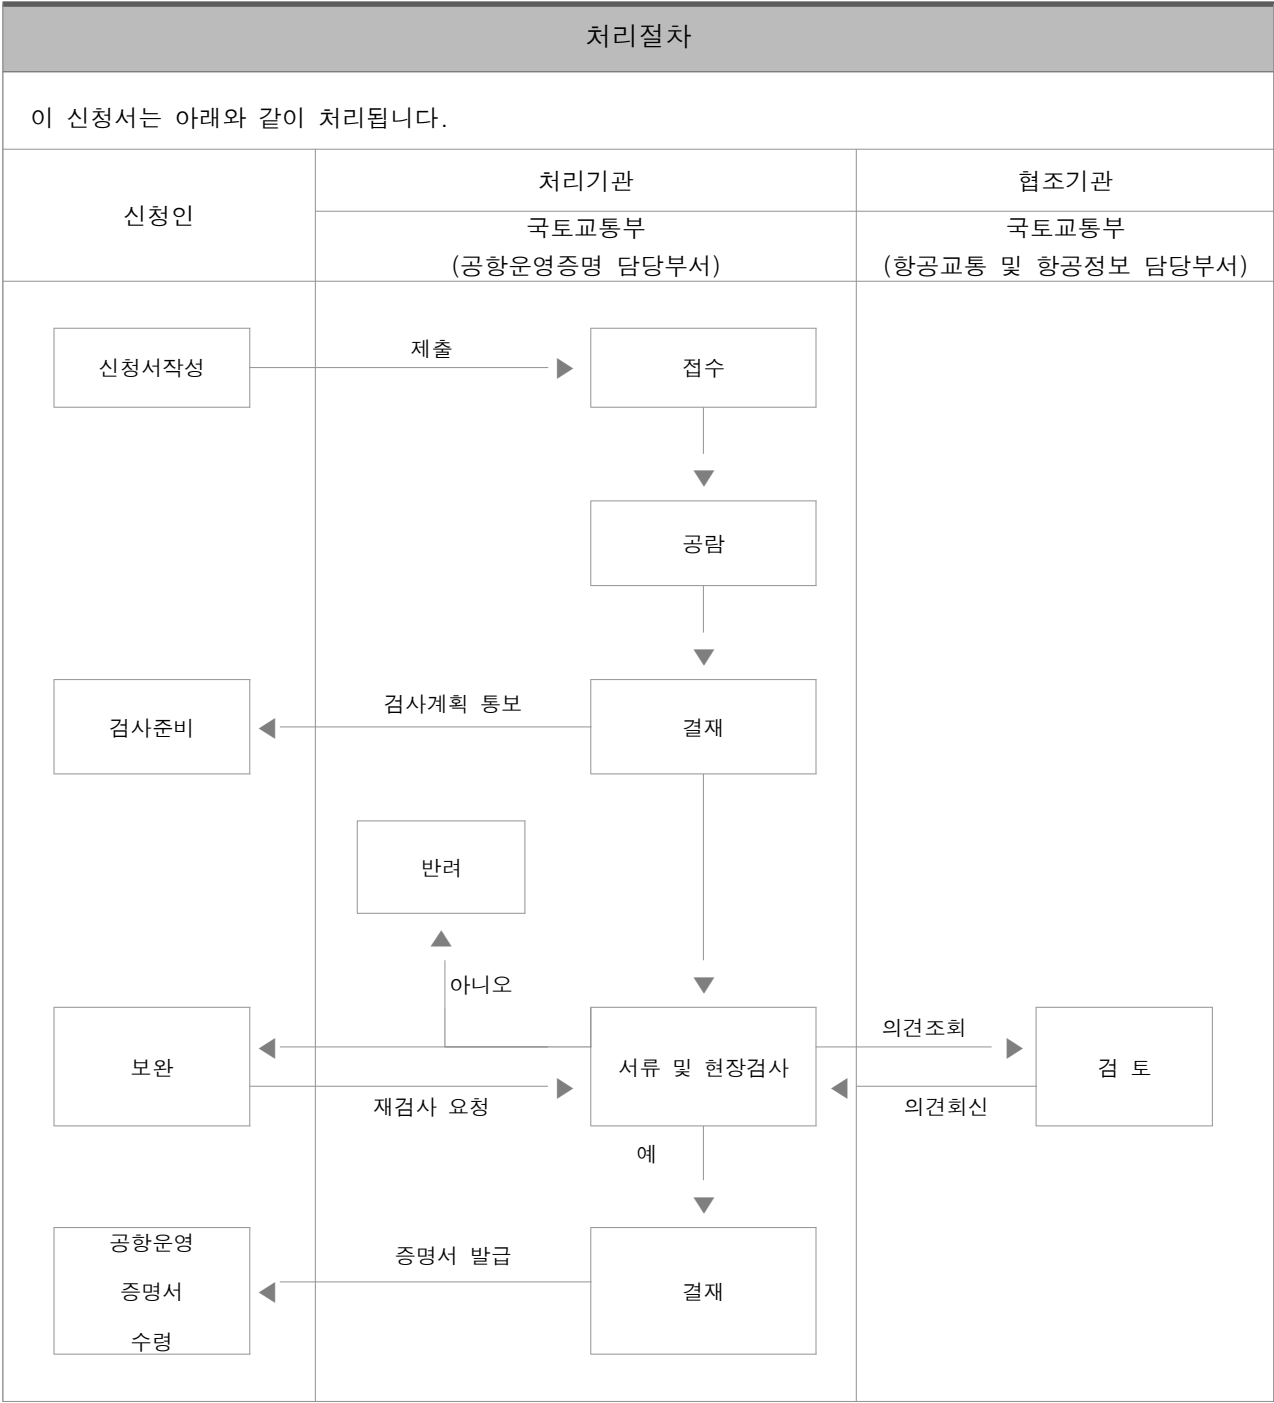 처리절차
이 신청서는 아래와 같이 처리됩니다.
신청인
처리기관
협조기관
국토교통부
(공항운영증명 담당부서)
국토교통부
(항공교통 및 항공정보 담당부서)
신청서작성
제출
접수
공람
검사준비
검사계획 통보
결재
반려
아니오
보완
재검사 요청
서류 및 현장검사
의견조회
의견회신
검 토
예
공항운영
증명서
수령
증명서 발급
결재